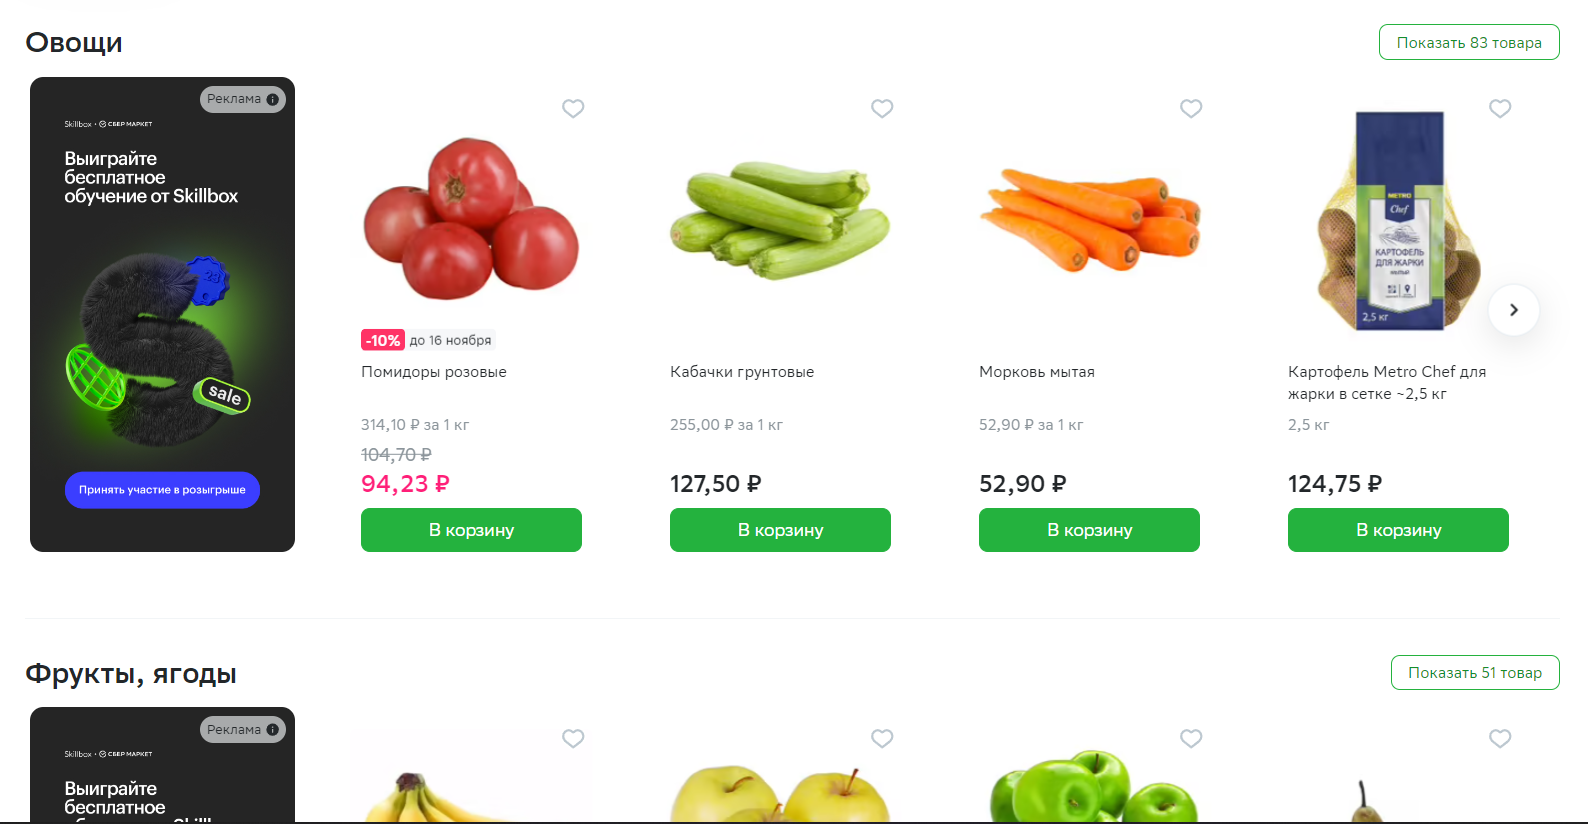 Овощи
Показать 83 товара
Реклама
Skillbox · СБЕР МАРКЕТ
Выиграйте
бесплатное
обучение от Skillbox
sale
Принять участие в розыгрыше
-10% до 16 ноября
Помидоры розовые
314,10 ₽ за 1 кг
104,70 ₽
94,23 ₽
В корзину
Кабачки грунтовые
255,00 ₽ за 1 кг
127,50 ₽
В корзину
Морковь мытая
52,90 ₽ за 1 кг
52,90 ₽
В корзину
METRO
Chef
КАРТОФЕЛЬ
ДЛЯ ЖАРКИ
МЫТЫЙ
2,5 кг
Картофель Metro Chef для
жарки в сетке ~2,5 кг
2,5 кг
124,75 ₽
В корзину
Фрукты, ягоды
Показать 51 товар
Реклама
Skillbox · СБЕР МАРКЕТ
Выиграйте
бесплатное